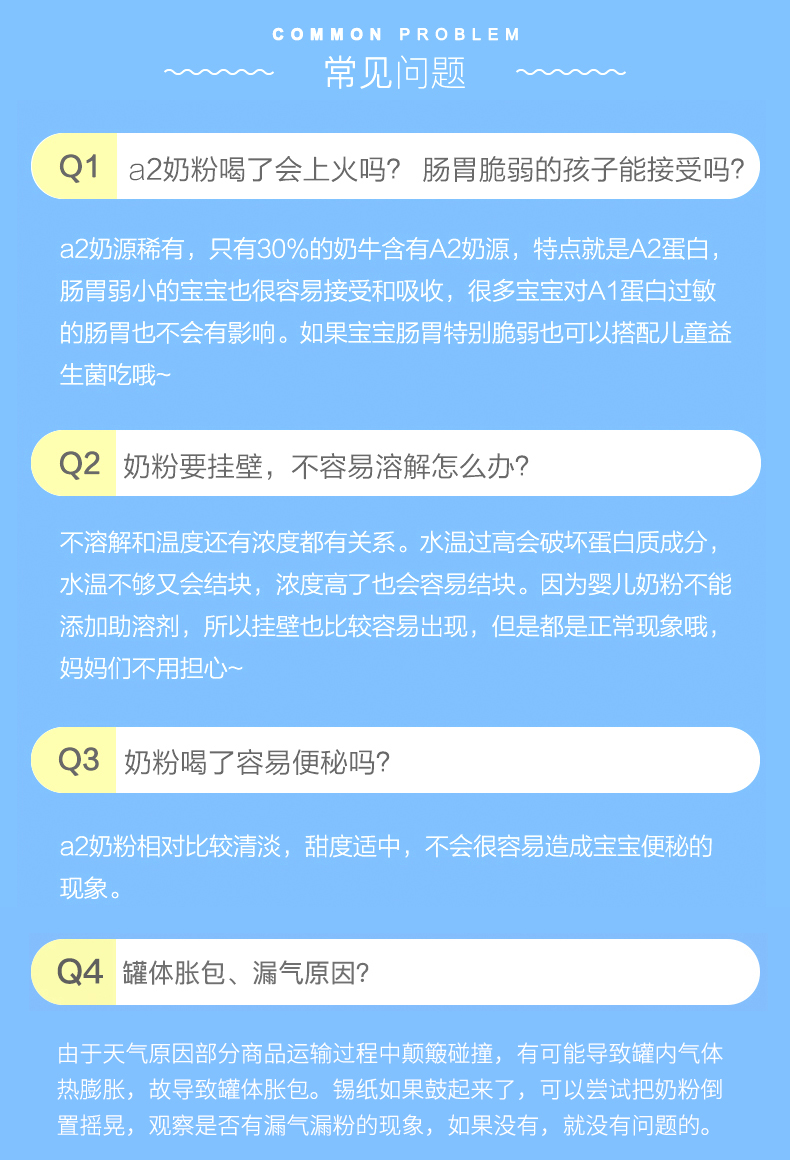 COMMON PROBLEM
常见问题
Q1 a2奶粉喝了会上火吗? 肠胃脆弱的孩子能接受吗?
a2奶源稀有，只有30%的奶牛含有A2奶源，特点就是A2蛋白，
肠胃弱小的宝宝也很容易接受和吸收，很多宝宝对A1蛋白过敏
的肠胃也不会有影响。如果宝宝肠胃特别脆弱也可以搭配儿童益
生菌吃哦~
Q2 奶粉要挂壁，不容易溶解怎么办?
不溶解和温度还有浓度都有关系。水温过高会破坏蛋白质成分，
水温不够又会结块，浓度高了也会容易结块。因为婴儿奶粉不能
添加助溶剂，所以挂壁也比较容易出现，但是都是正常现象哦，
妈妈们不用担心~
Q3 奶粉喝了容易便秘吗?
a2奶粉相对比较清淡，甜度适中，不会很容易造成宝宝便秘的
现象。
Q4 罐体胀包、漏气原因?
由于天气原因部分商品运输过程中颠簸碰撞，有可能导致罐内气体
热膨胀，故导致罐体胀包。锡纸如果鼓起来了，可以尝试把奶粉倒
置摇晃，观察是否有漏气漏粉的现象，如果没有，就没有问题的。